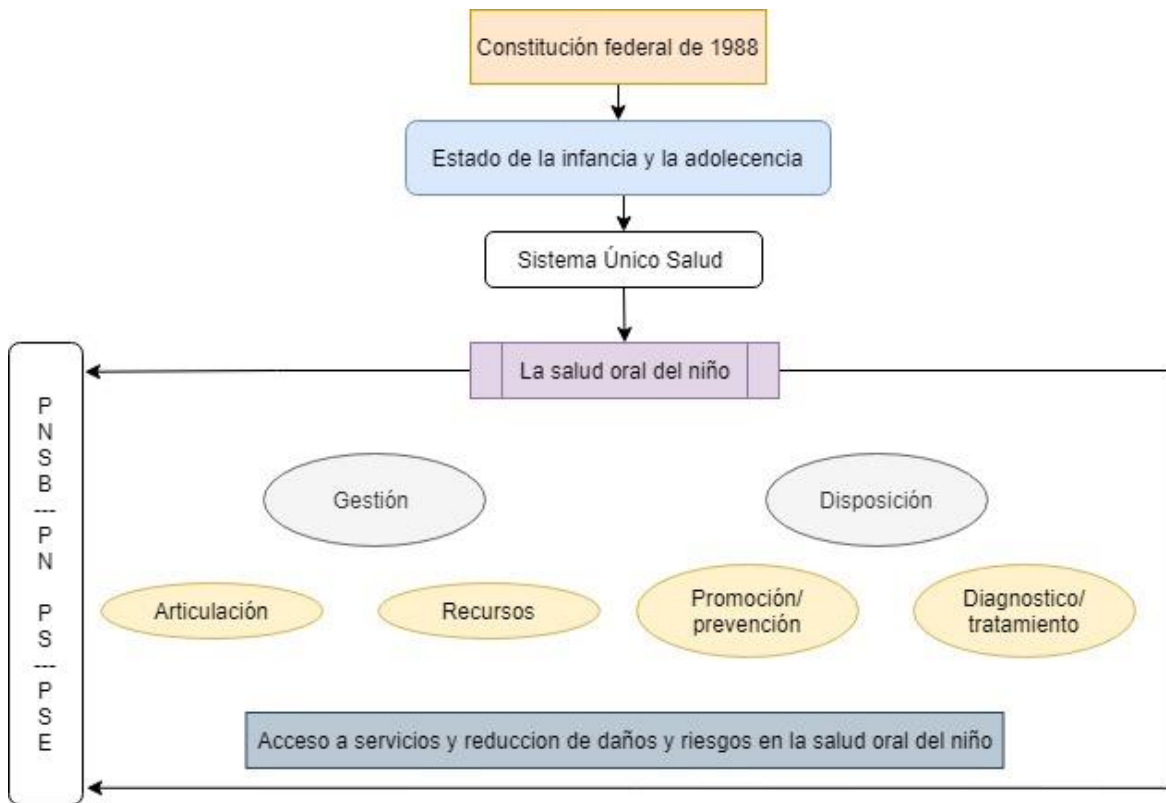 Constitución federal de 1988
Estado de la infancia y la adolecencia
Sistema Único Salud
La salud oral del niño
P
N
S
B
---
P
N
P
S
---
P
S
E
Gestión
Disposición
Articulación
Recursos
Promoción/
prevención
Diagnostico/
tratamiento
Acceso a servicios y reduccion de daños y riesgos en la salud oral del niño